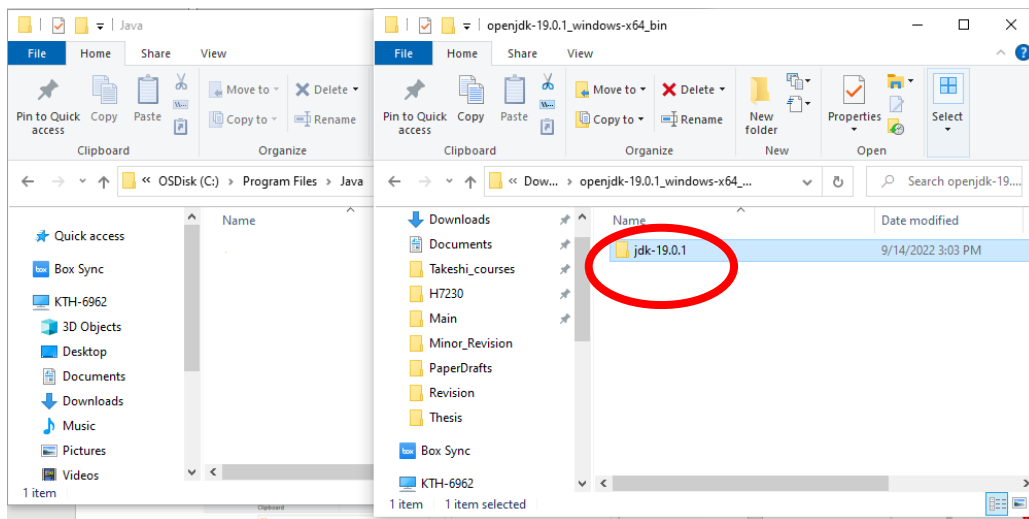 Java
File Home Share View
Pin to Quick access
Copy
Paste
Move to
Copy to
Delete
Rename
Clipboard
Organize
« OSDisk (C:) > Program Files > Java
Name
Quick access
Box Sync
KTH-6962
3D Objects
Desktop
Documents
Downloads
Music
Pictures
Videos
1 item
openjdk-19.0.1_windows-x64_bin
File Home Share View
Pin to Quick access
Copy
Paste
Move to
Copy to
Delete
Rename
New folder
Properties
Select
Clipboard
Organize
New
Open
« Dow... > openjdk-19.0.1_windows-x64_...
Search openjdk-19....
Name Date modified
jdk-19.0.1 9/14/2022 3:03 PM
Downloads
Documents
Takeshi_courses
H7230
Main
Minor_Revision
PaperDrafts
Revision
Thesis
Box Sync
KTH-6962
1 item 1 item selected
Clipboard